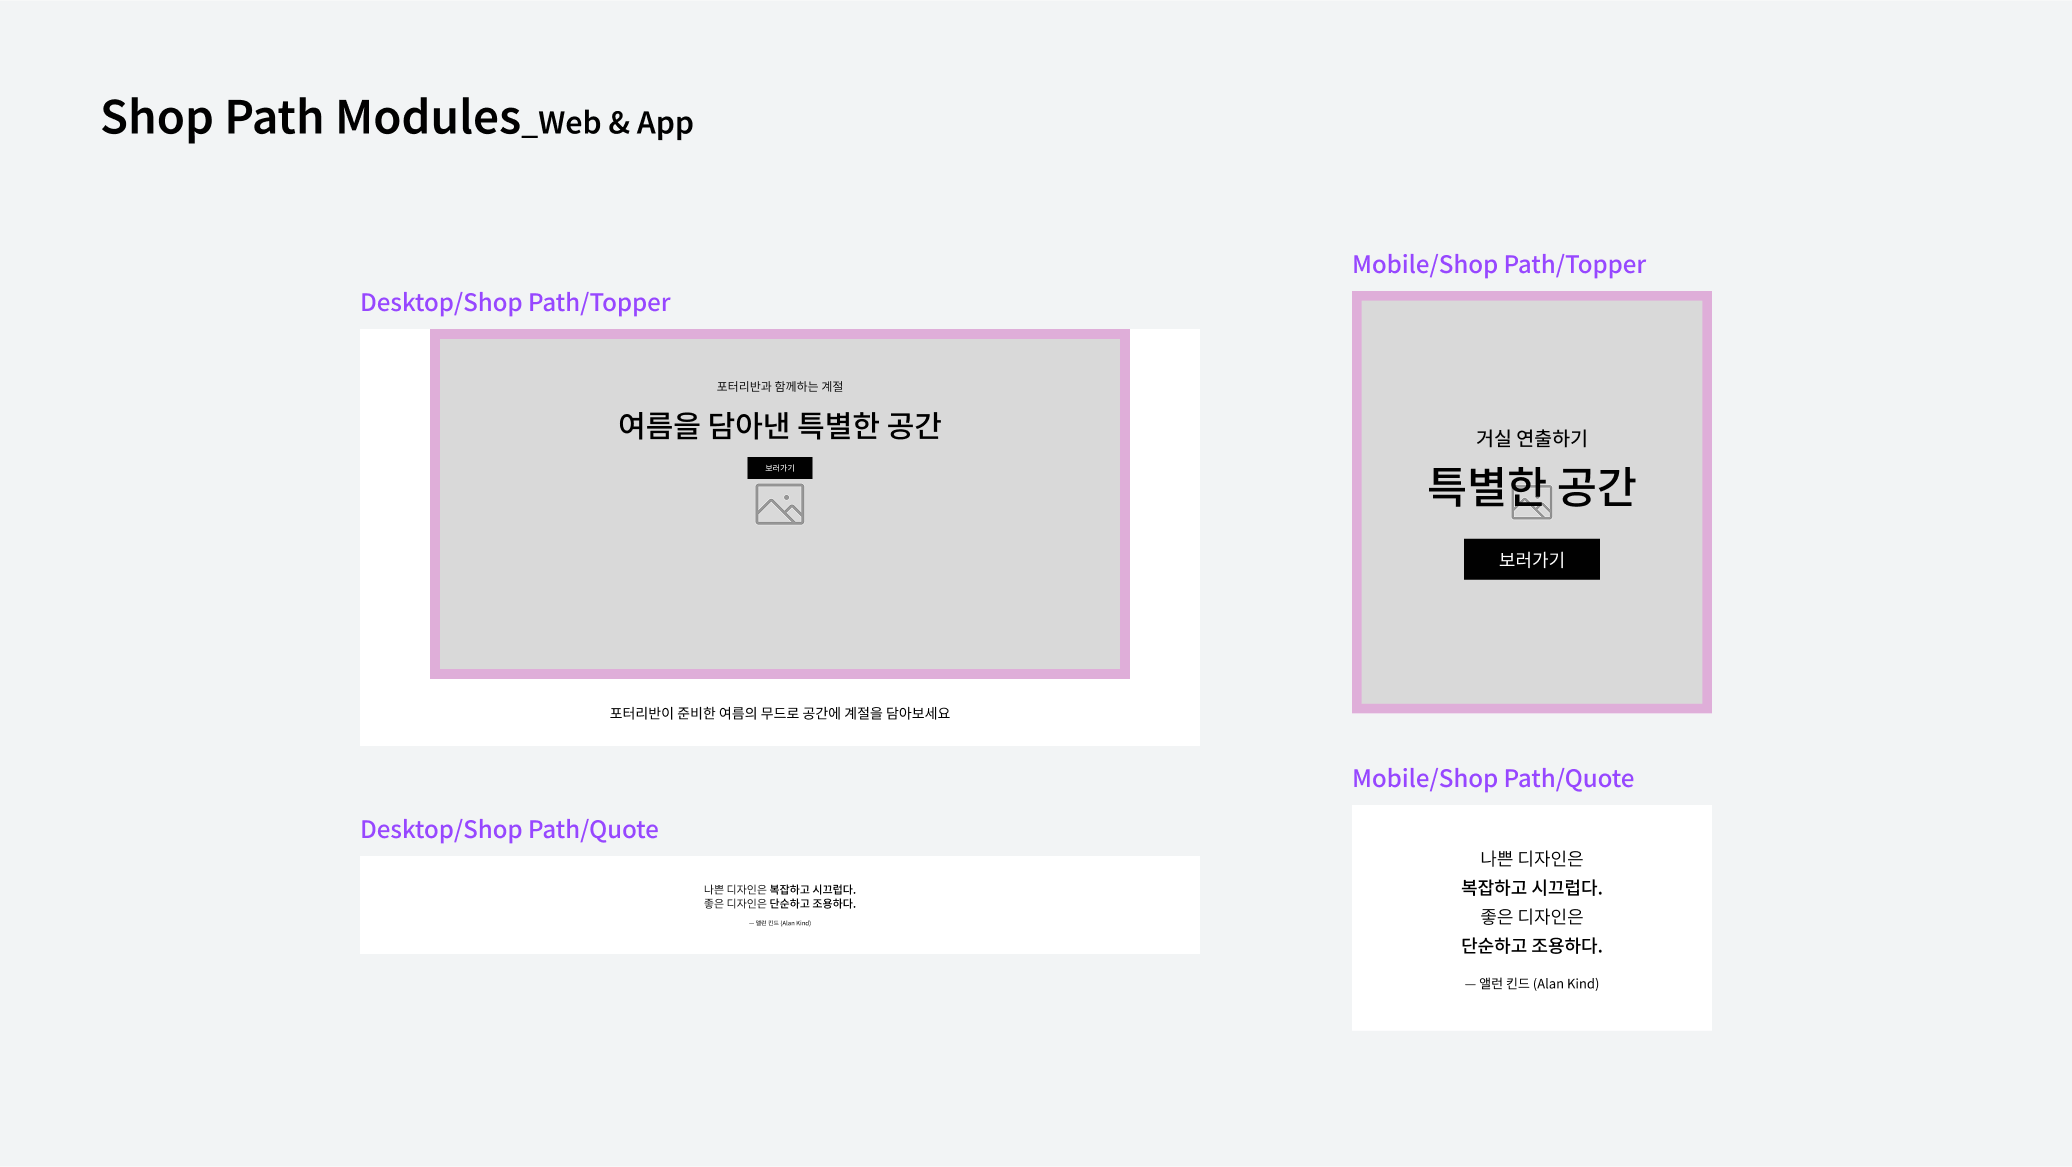 Shop Path Modules_Web & App
Desktop/Shop Path/Topper
포터리반과 함께하는 계절
여름을 담아낸 특별한 공간
보러가기
포터리반이 준비한 여름의 무드로 공간에 계절을 담아보세요
Desktop/Shop Path/Quote
나쁜 디자인은 복잡하고 시끄럽다.
좋은 디자인은 단순하고 조용하다.
— 앨런 킨드 (Alan Kind)
Mobile/Shop Path/Topper
거실 연출하기
특별한 공간
보러가기
Mobile/Shop Path/Quote
나쁜 디자인은
복잡하고 시끄럽다.
좋은 디자인은
단순하고 조용하다.
— 앨런 킨드 (Alan Kind)